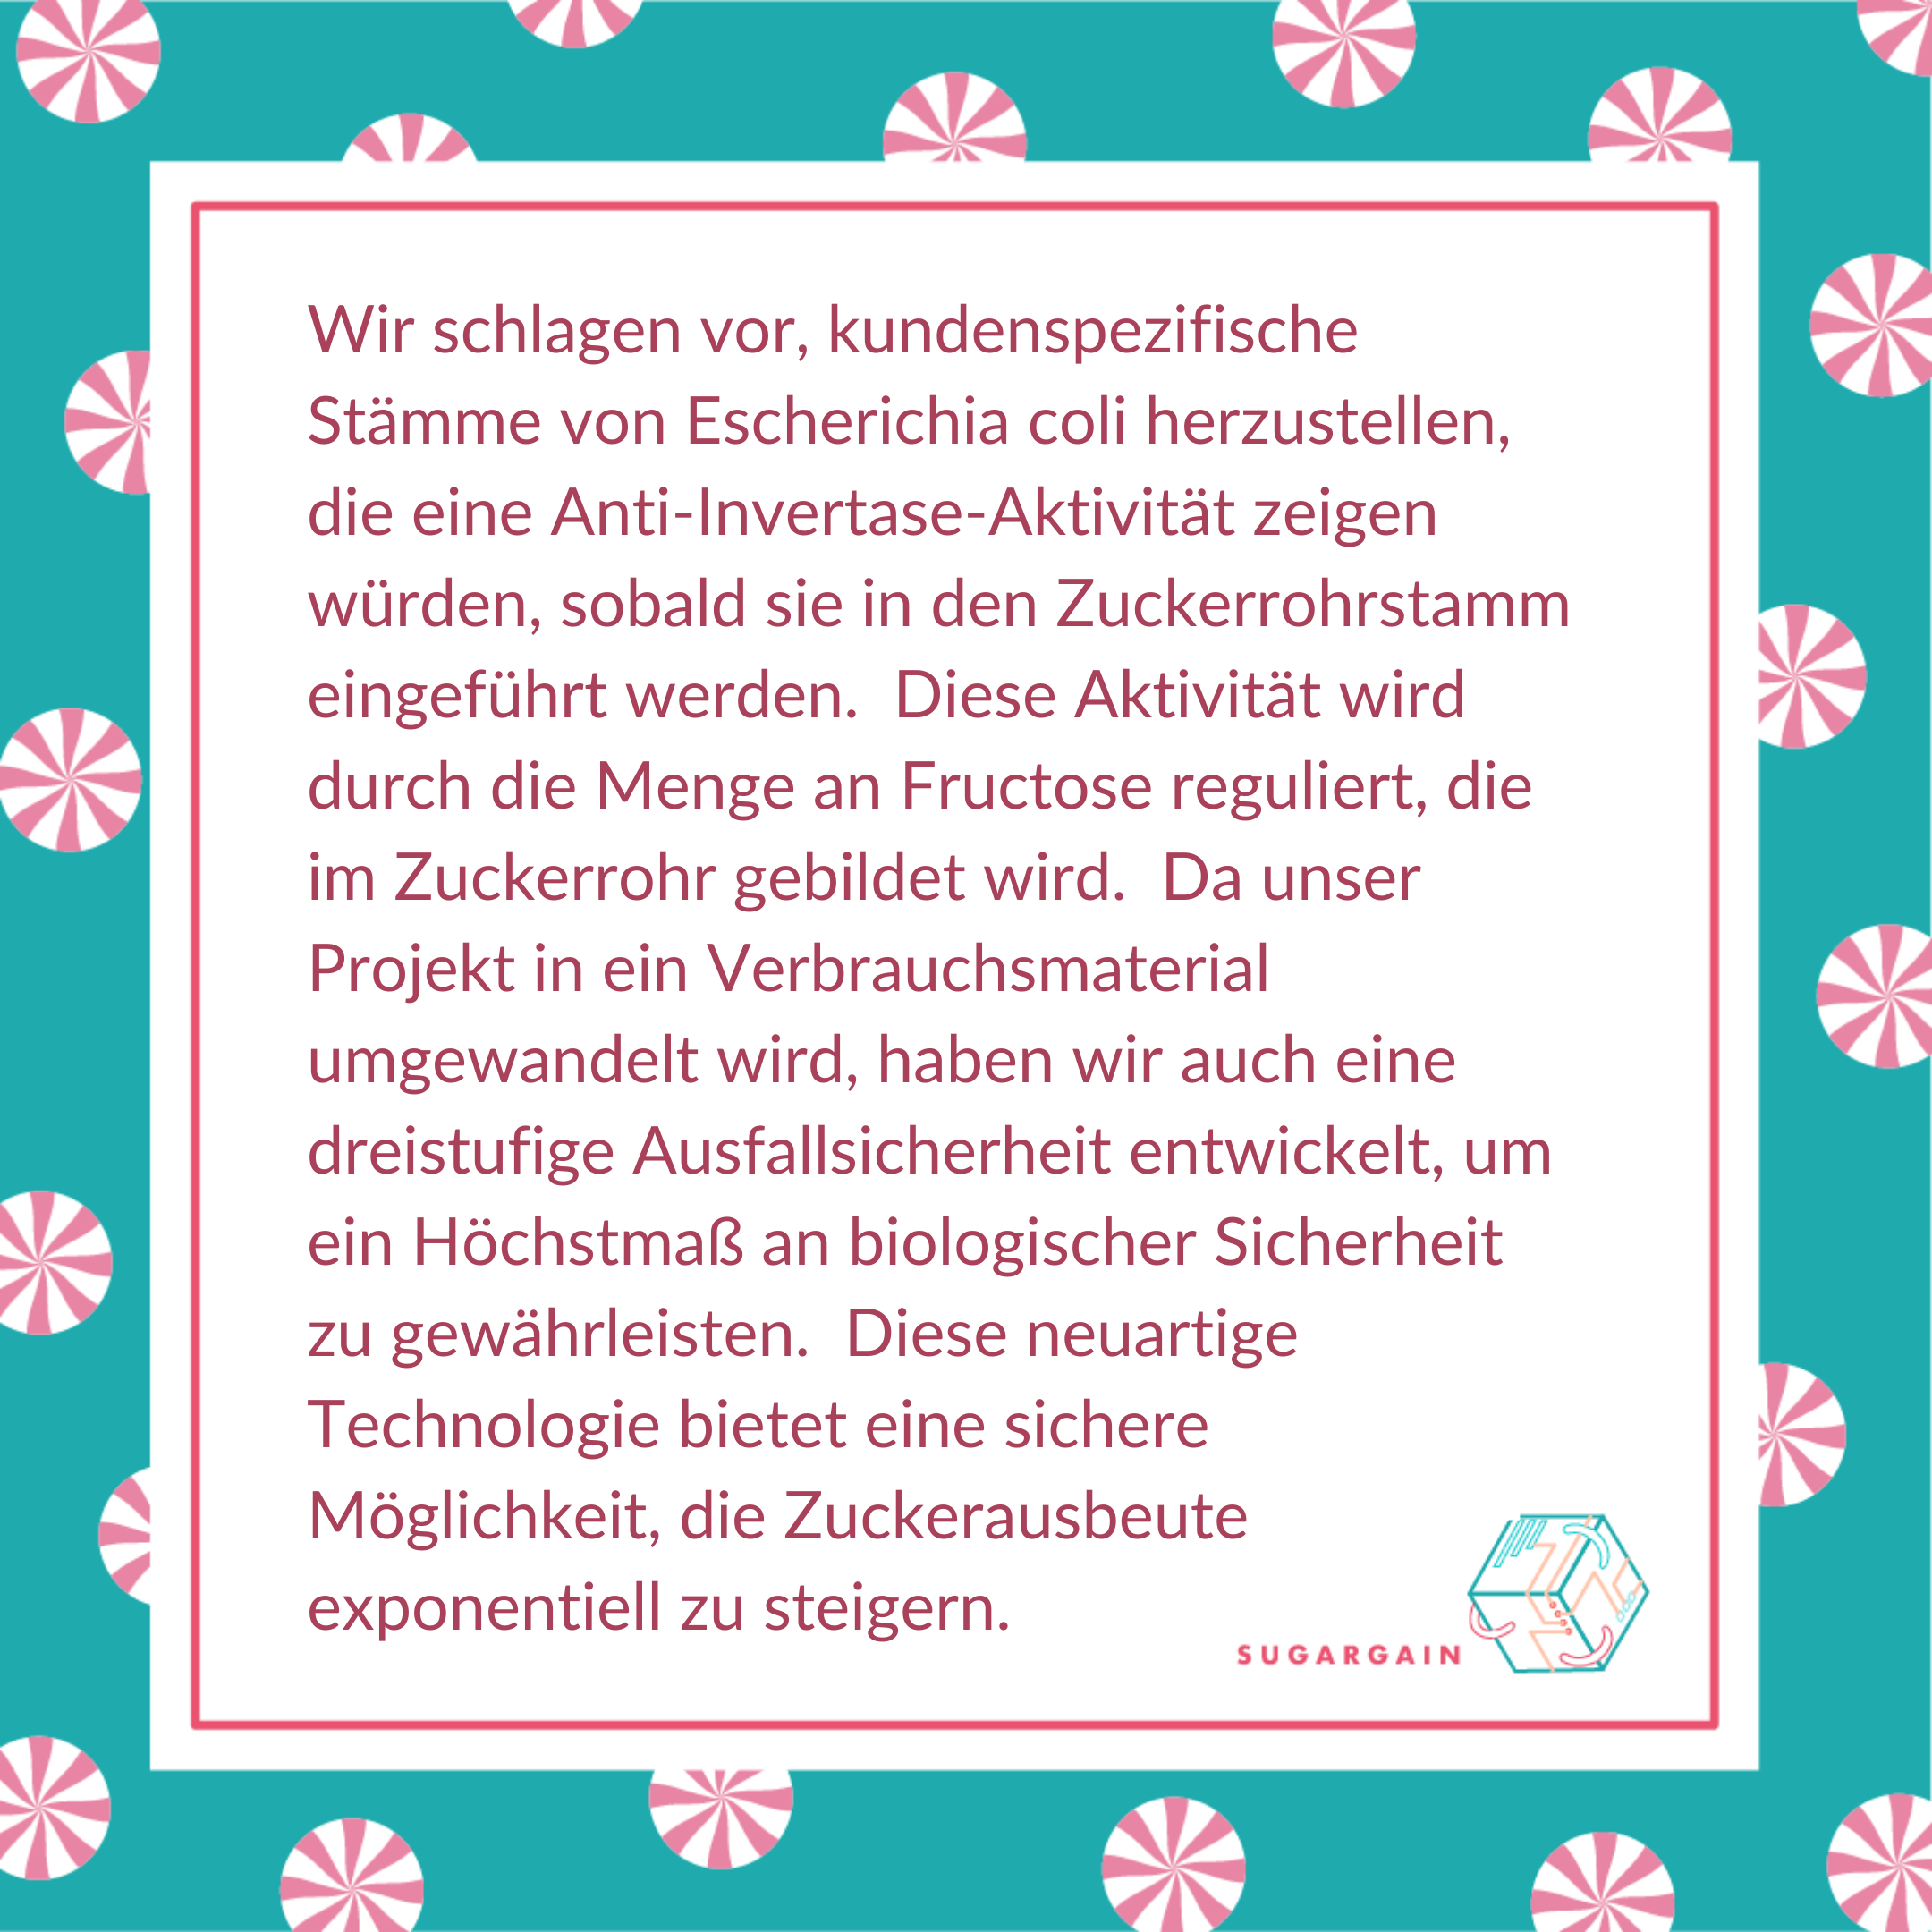 Wir schlagen vor, kundenspezifische
Stämme von Escherichia coli herzustellen,
die eine Anti-Invertase-Aktivität zeigen
würden, sobald sie in den Zuckerrohrstamm
eingeführt werden.  Diese Aktivität wird
durch die Menge an Fructose reguliert, die
im Zuckerrohr gebildet wird.  Da unser
Projekt in ein Verbrauchsmaterial
umgewandelt wird, haben wir auch eine
dreistufige Ausfallsicherheit entwickelt, um
ein Höchstmaß an biologischer Sicherheit
zu gewährleisten.  Diese neuartige
Technologie bietet eine sichere
Möglichkeit, die Zuckerausbeute
exponentiell zu steigern.
SUGARGAIN